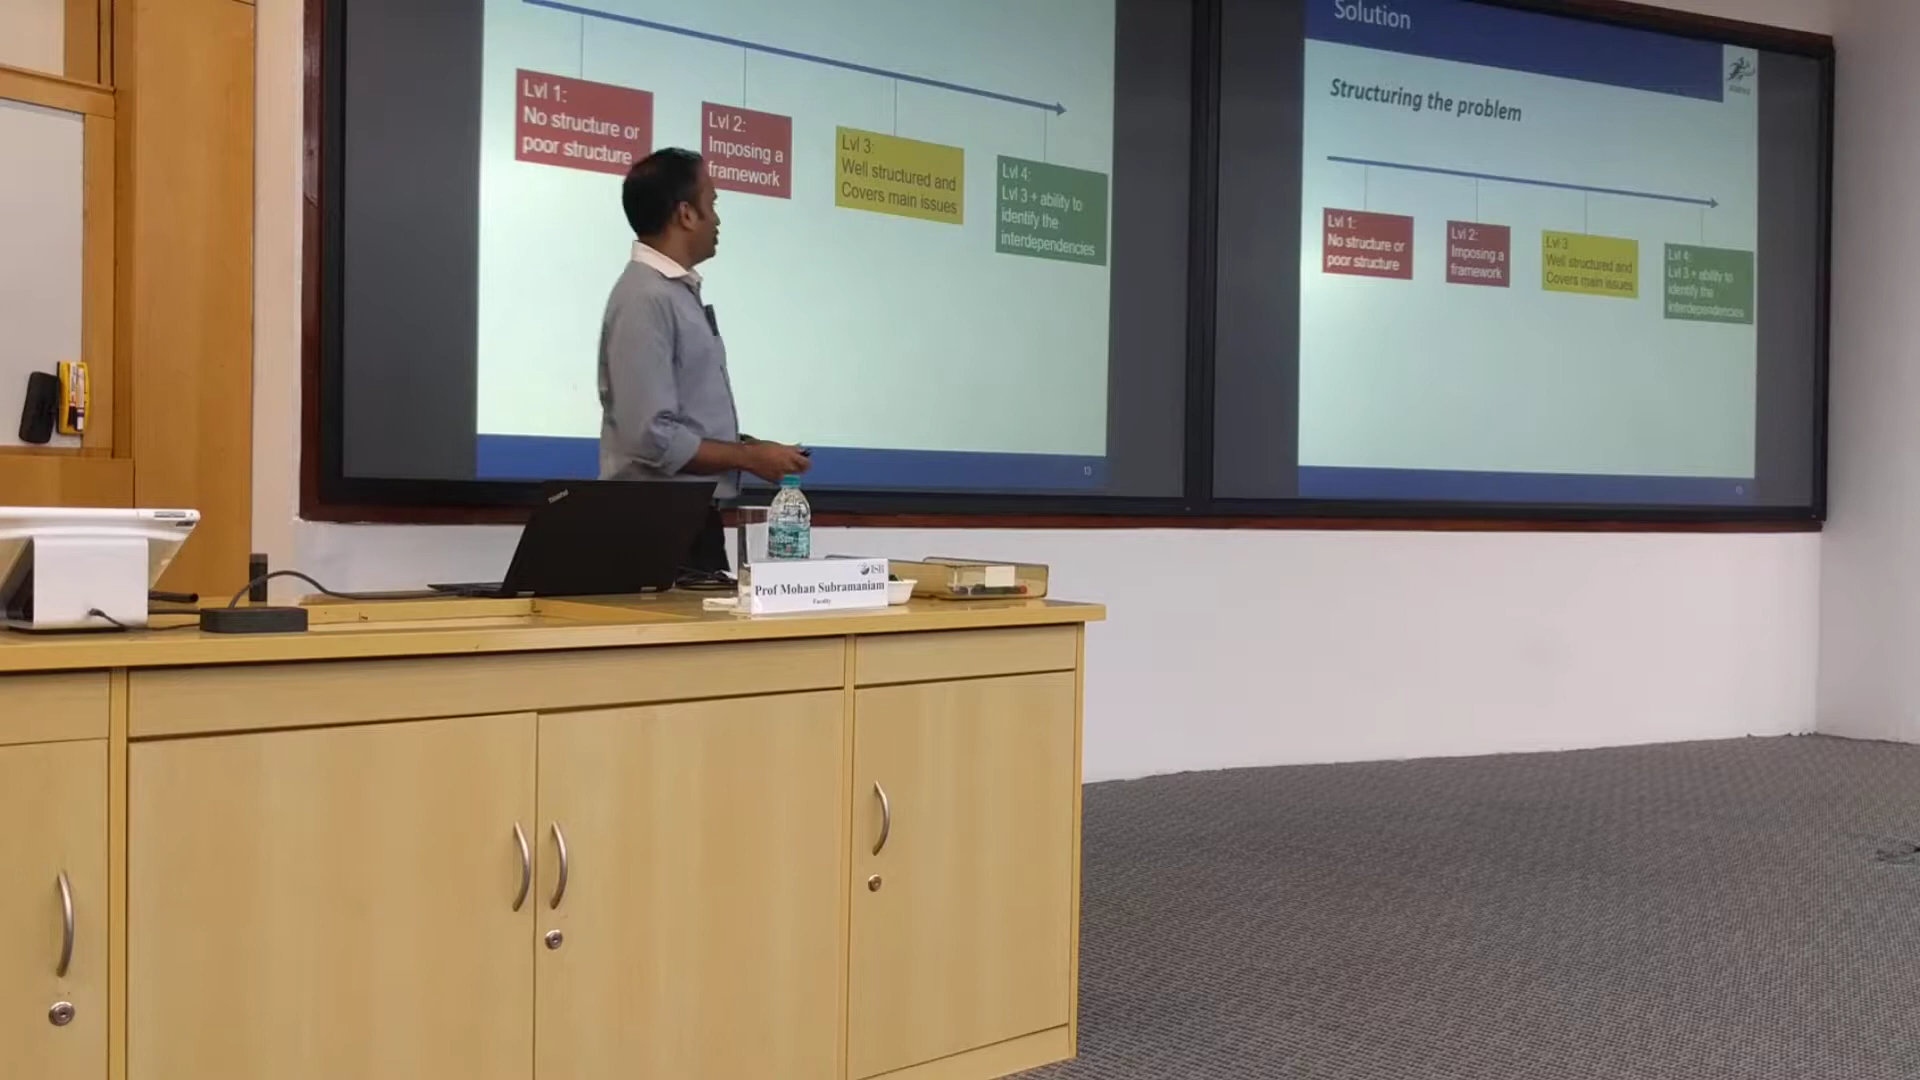 Lvl 1:
No structure or
poor structure
Lvl 2:
Imposing a
framework
Lvl 3:
Well structured and
Covers main issues
Lvl 4:
Lvl 3 + ability to
identify the
interdependencies
13
Solution
Structuring the problem
Lvl 1:
No structure or
poor structure
Lvl 2:
Imposing a
framework
Lvl 3
Well structured and
Covers main issues
Lvl 4:
Lvl 3 + ability to
identify the
interdependencies
ThinkPad
ISB
Prof Mohan Subramaniam
Faculty